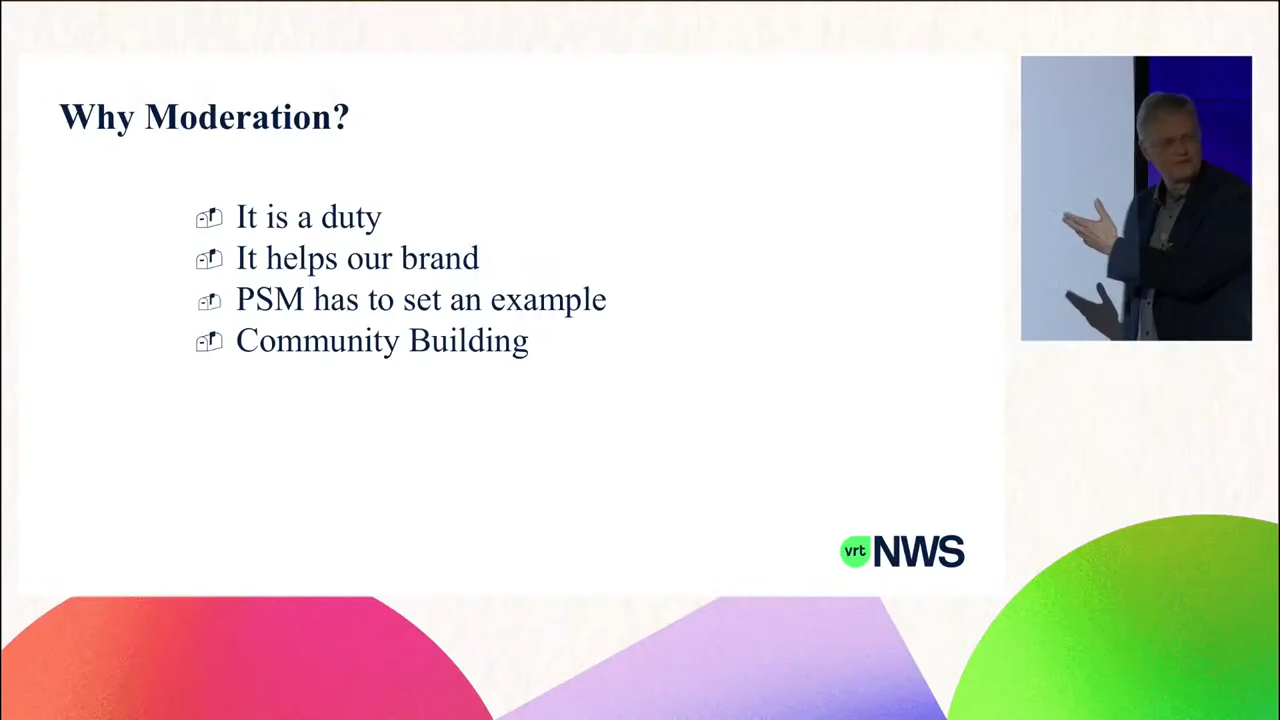 Why Moderation?
It is a duty
It helps our brand
PSM has to set an example
Community Building
vrt NWS